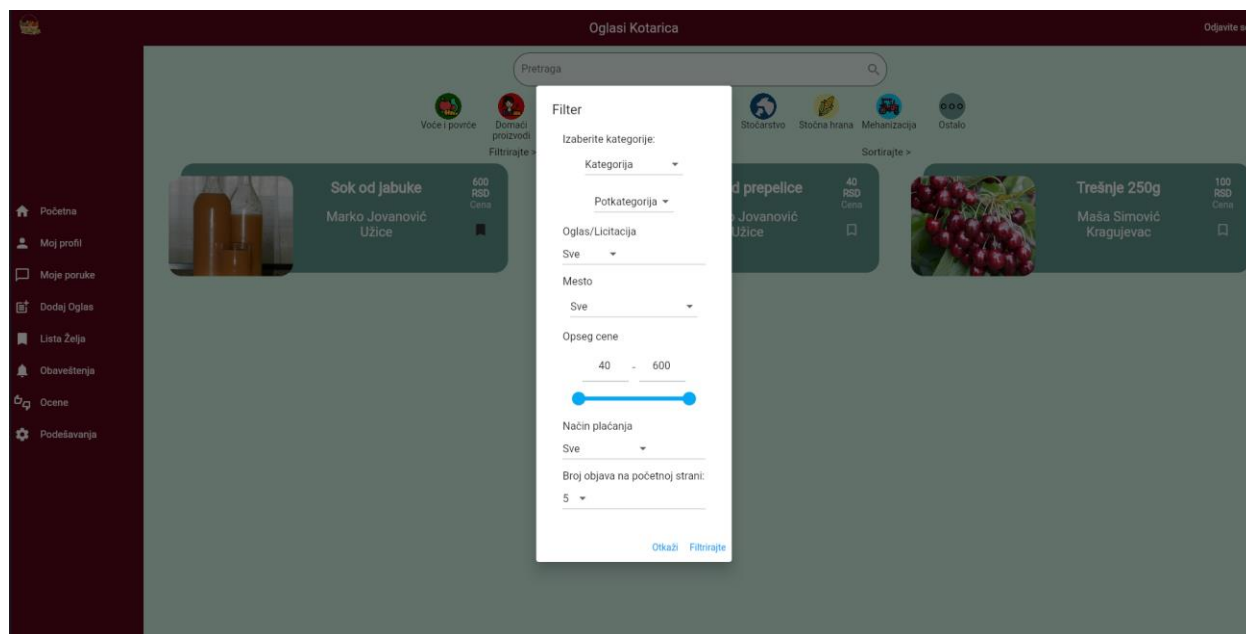 Oglasi Kotarica
Odjavite s
Pretraga
Voće i povrće
Domaći
proizvodi
Stočarstvo
Stočna hrana
Mehanizacija
Ostalo
Filtrirajte >
Sortirajte >
Početna
Moj profil
Moje poruke
Dodaj Oglas
Lista Želja
Obaveštenja
Ocene
Podešavanja
Sok od jabuke
Marko Jovanović
Užice
600
RSD
Cena
d prepelice
Jovanović
Užice
40
RSD
Cena
Trešnje 250g
Maša Simović
Kragujevac
100
RSD
Cena
Filter
Izaberite kategorije:
Kategorija
Potkategorija
Oglas/Licitacija
Sve
Mesto
Sve
Opseg cene
40 - 600
Način plaćanja
Sve
Broj objava na početnoj strani:
5
Otkaži Filtrirajte